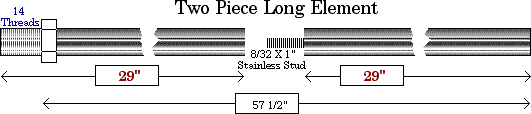 Two Piece Long Element
14
Threads
8/32 X 1"
Stainless Stud
29"
29"
57 1/2"